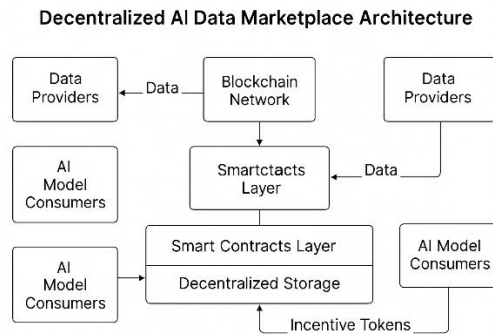 Decentralized AI Data Marketplace Architecture
Data
Providers
Data
Blockchain
Network
Data
Providers
AI
Model
Consumers
Smartctacts
Layer
Data
Smart Contracts Layer
Decentralized Storage
AI
Model
Consumers
AI Model
Consumers
Incentive Tokens